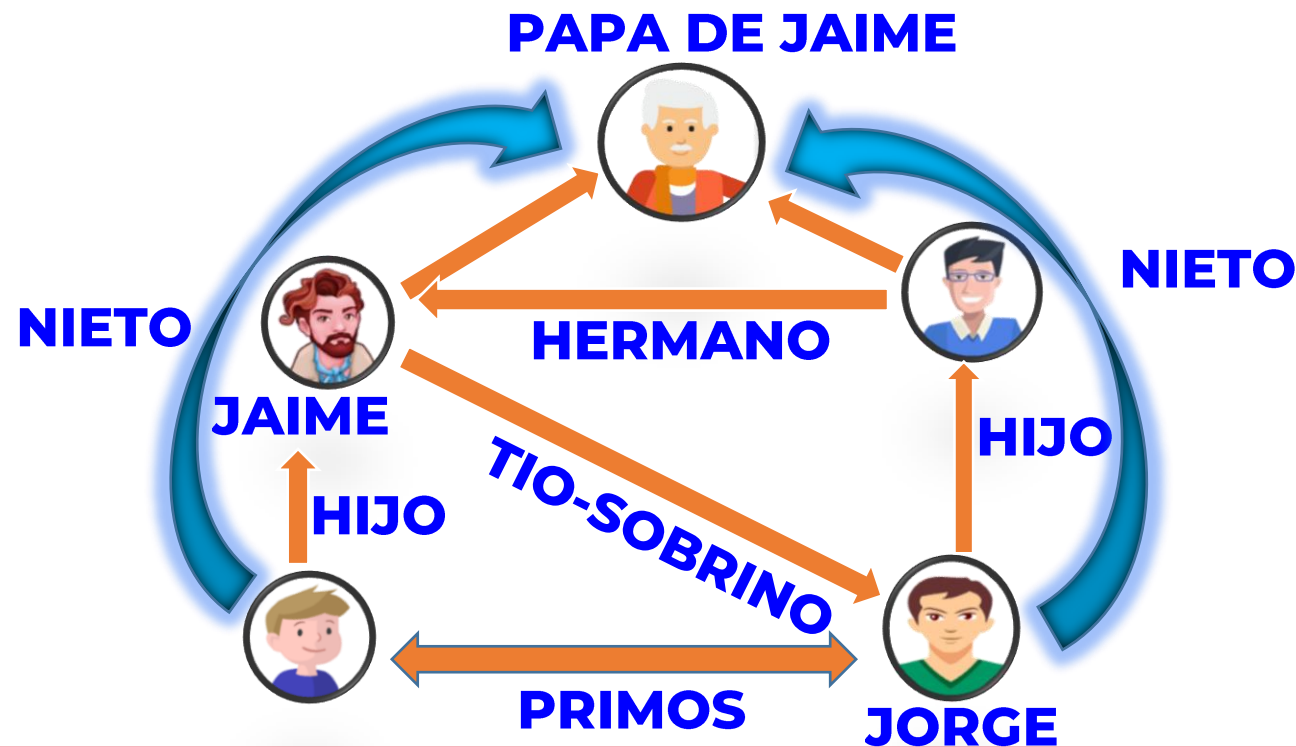 PAPA DE JAIME
NIETO
NIETO
HERMANO
JAIME
HIJO
TIO-SOBRINO
HIJO
PRIMOS
JORGE